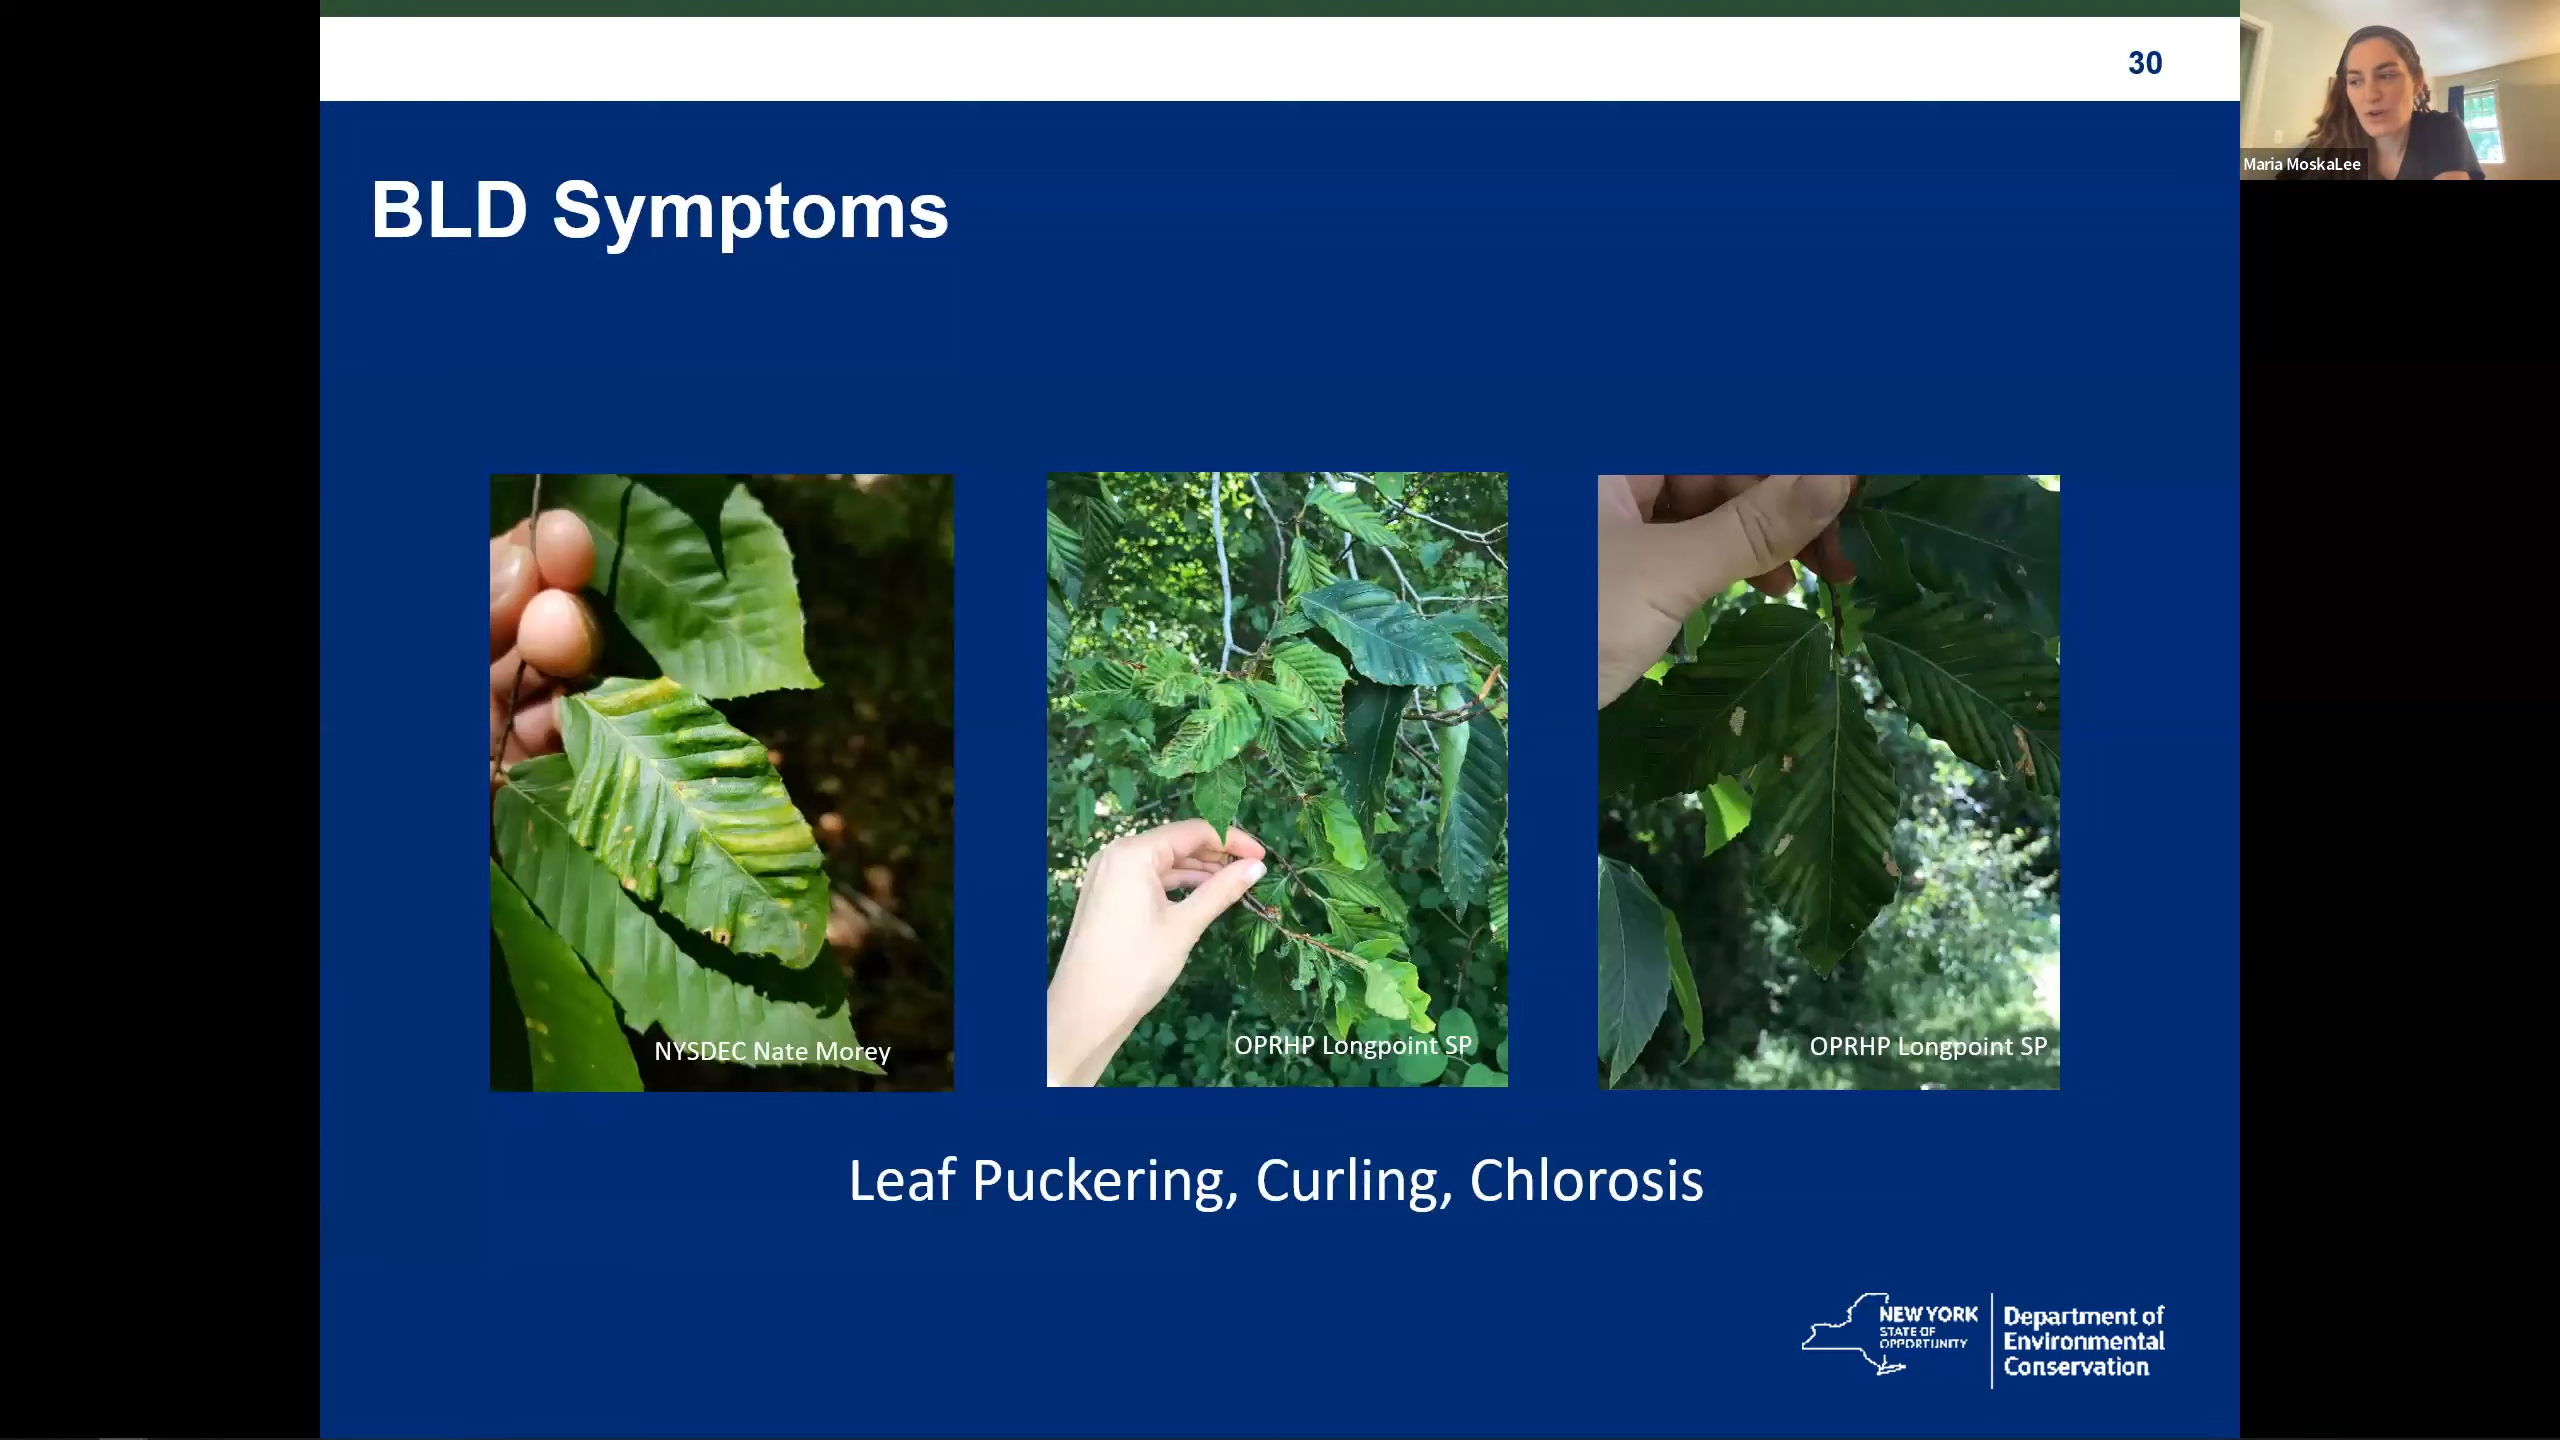 30
Maria MoskaLee
BLD Symptoms
NYSDEC Nate Morey
OPRHP Longpoint SP
OPRHP Longpoint SP
Leaf Puckering, Curling, Chlorosis
NEW YORK
STATE OF
OPPORTUNITY
Department of
Environmental
Conservation